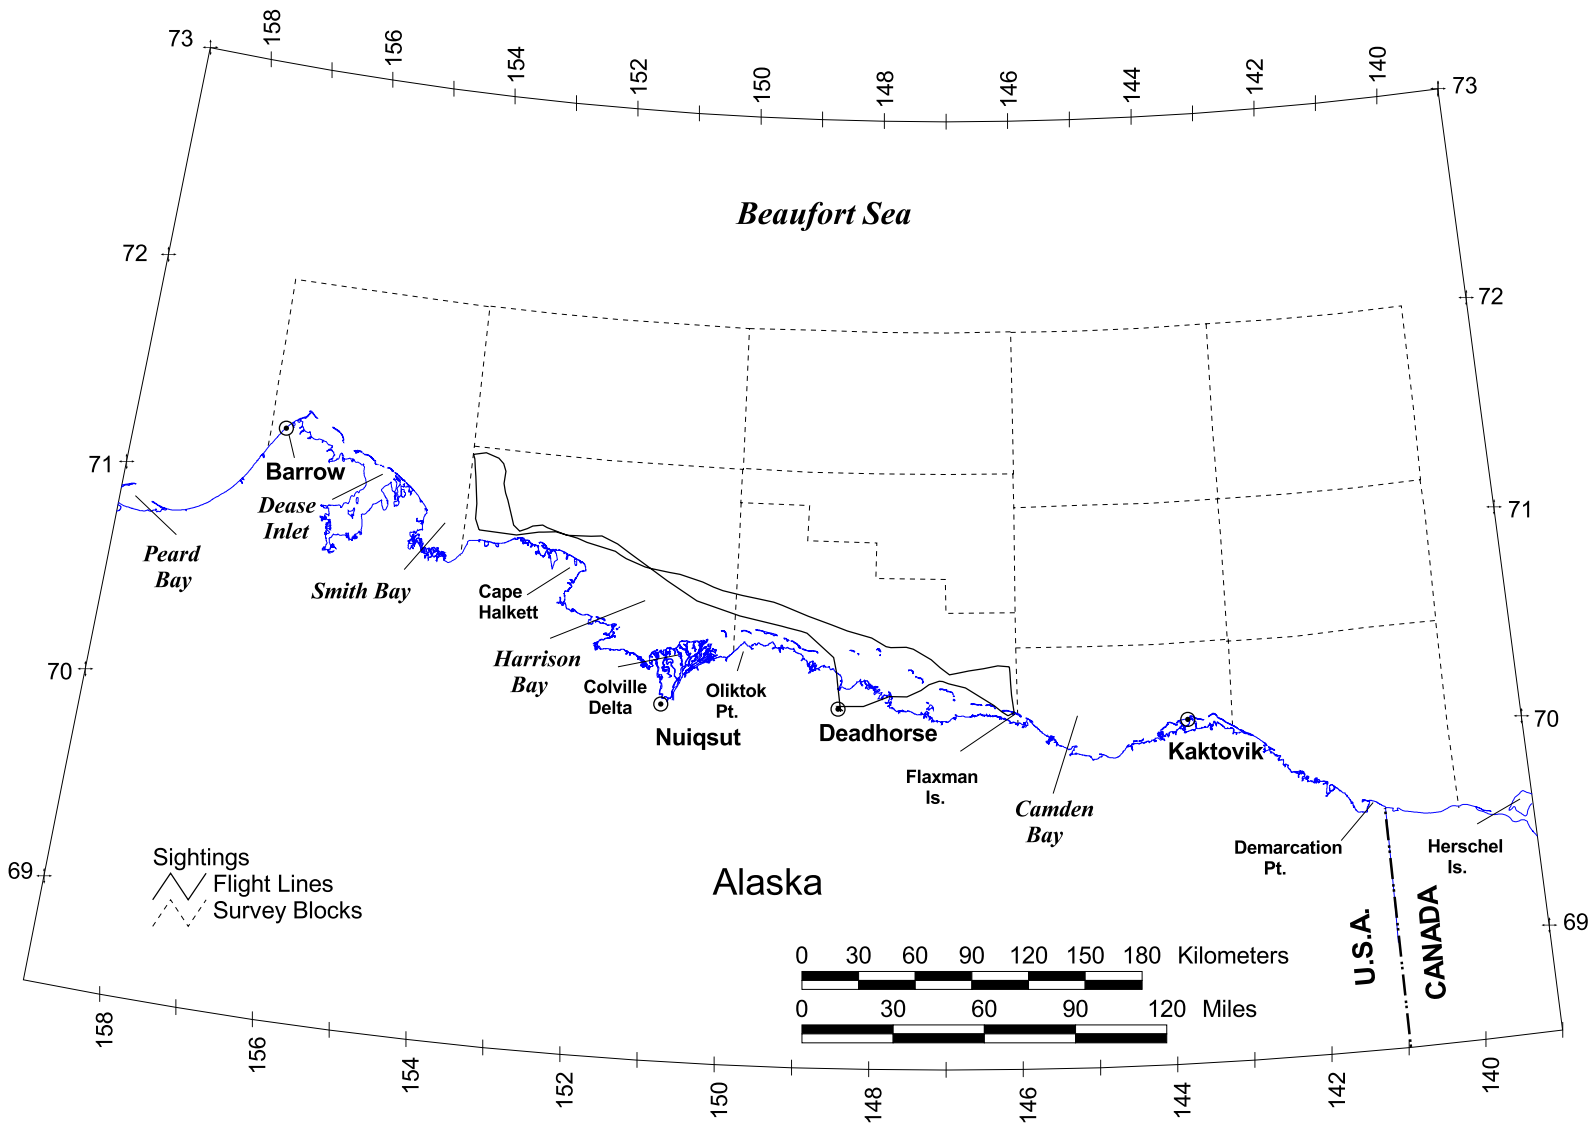 158
156
154
152
150
148
146
144
142
140
73
73
Beaufort Sea
72
72
71
71
Barrow
Dease
Inlet
Peard
Bay
Smith Bay
Cape
Halkett
Harrison
Bay
70
70
Colville
Delta
Oliktok
Pt.
Nuiqsut
Deadhorse
Kaktovik
Flaxman
Is.
Camden
Bay
Demarcation
Pt.
Herschel
Is.
69
69
Sightings
Flight Lines
Survey Blocks
Alaska
U.S.A.
CANADA
0 30 60 90 120 150 180 Kilometers
0 30 60 90 120 Miles
158
156
154
152
150
148
146
144
142
140